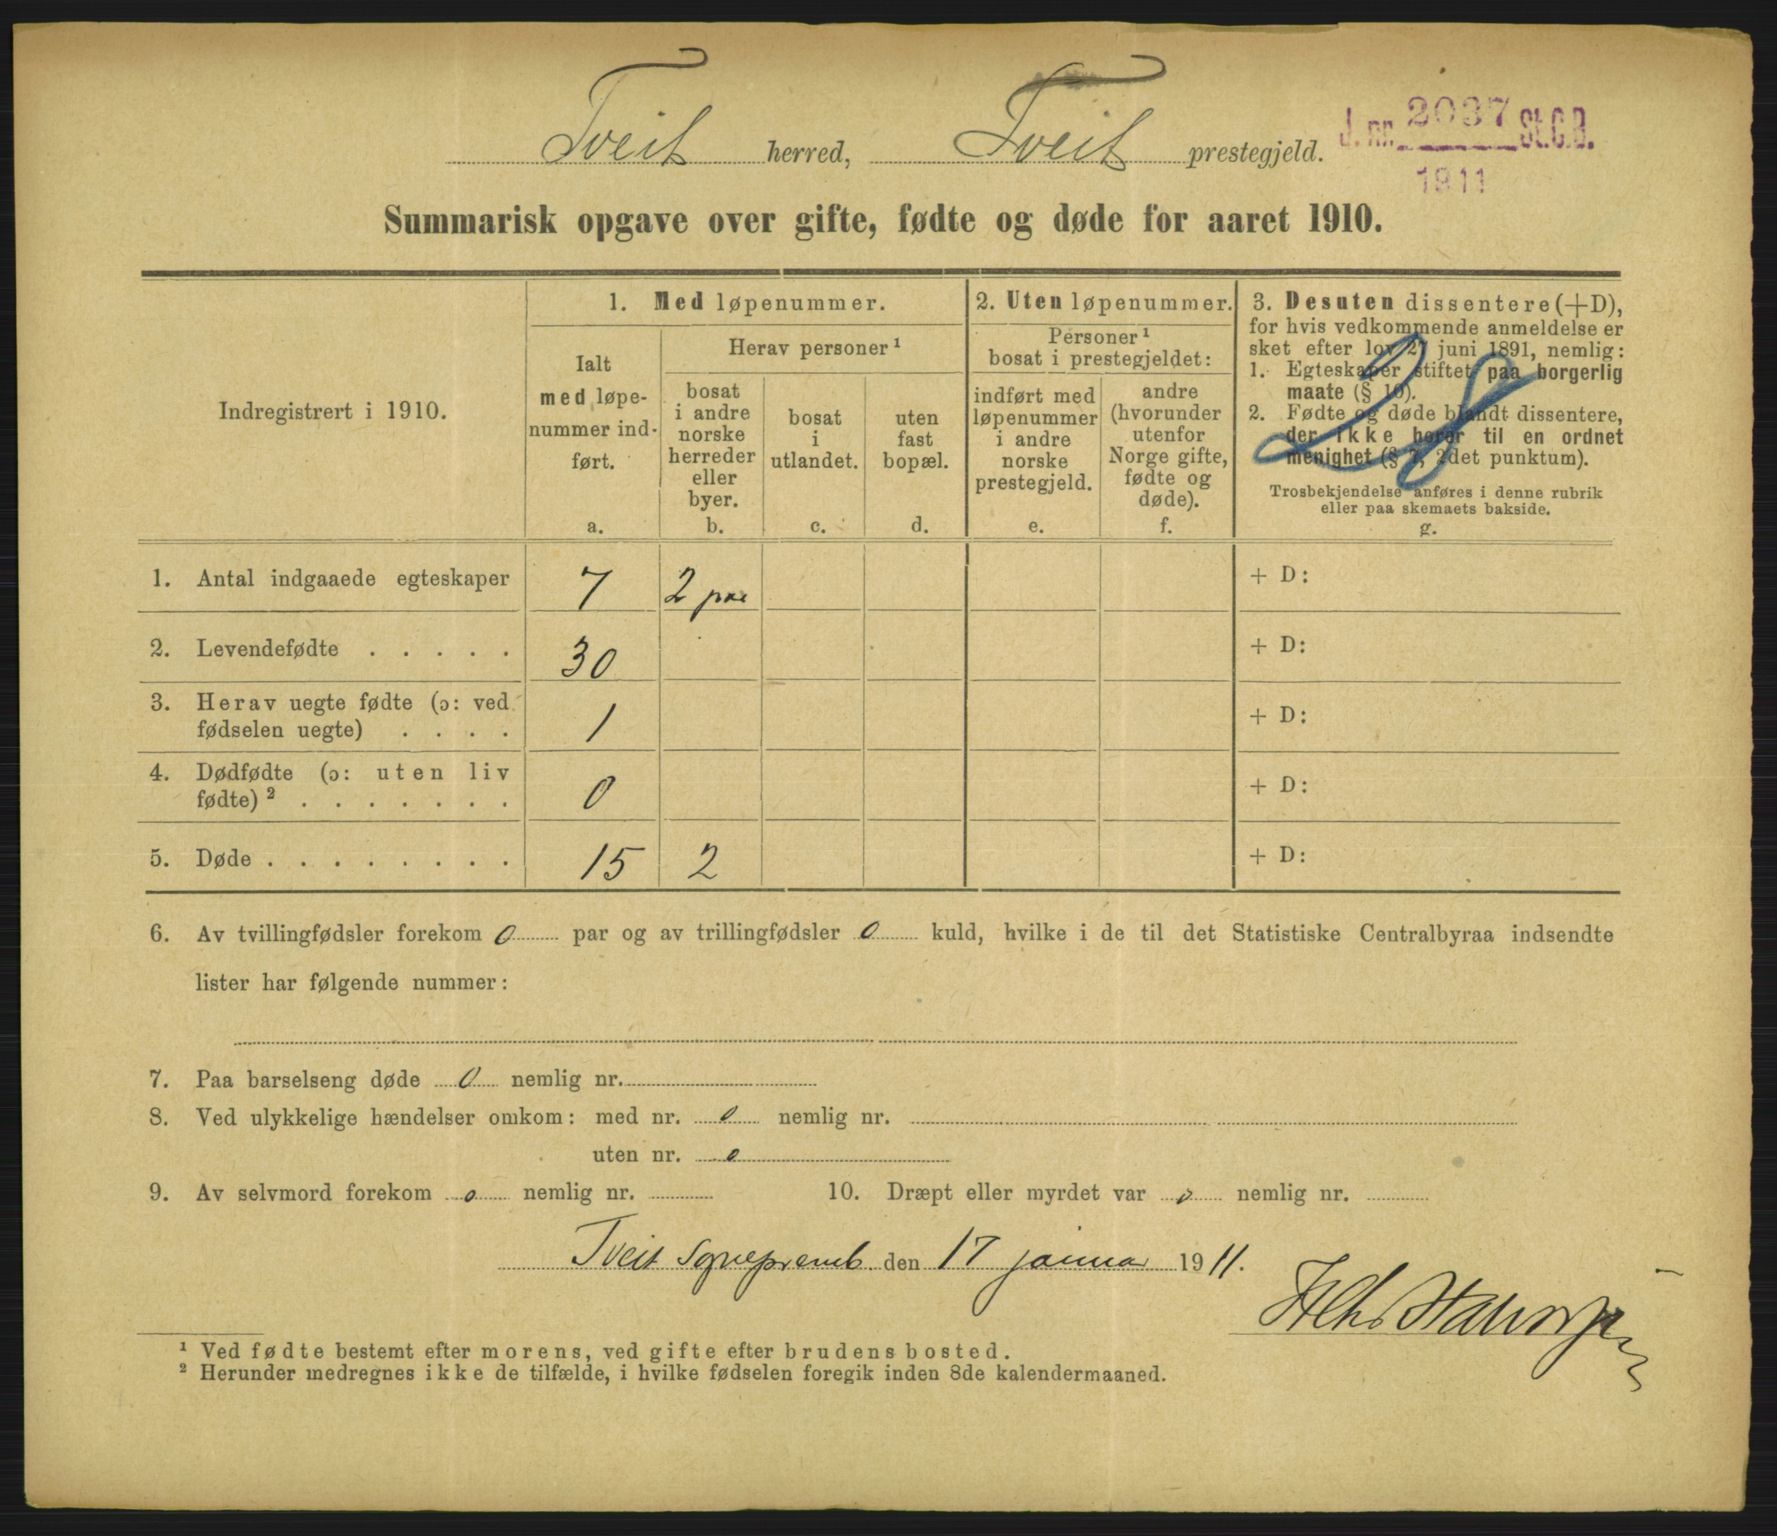 Tveit herred, Tveit prestegjeld.
J. nr. 2037 St.C.B.
1911
Summarisk opgave over gifte, fødte og døde for aaret 1910.
Indregistrert i 1910.
1. Med løpenummer.
Ialt
med løpe-
nummer ind-
ført.
a.
Herav personer ¹
bosat
i andre
norske
herreder
eller
byer.
b.
bosat
i
utlandet.
c.
uten
fast
bopæl.
d.
2. Uten løpenummer.
Personer ¹
bosat i prestegjeldet:
indført med
løpenummer
i andre
norske
prestegjeld.
e.
andre
(hvorunder
utenfor
Norge gifte,
fødte og
døde).
f.
3. Desuten dissentere (+D),
for hvis vedkommende anmeldelse er
sket efter lov 27 juni 1891, nemlig:
1. Egteskaper stiftet paa borgerlig
maate (§ 10).
2. Fødte og døde blandt dissentere,
der ikke hører til en ordnet
menighet (§ 2, 2det punktum).
Trosbekjendelse anføres i denne rubrik
eller paa skemaets bakside.
g.
28
1. Antal indgaaede egteskaper 7 2 par + D:
2. Levendefødte . . . . . 30 + D:
3. Herav uegte fødte (ɔ: ved
fødselen uegte) . . . . 1 + D:
4. Dødfødte (ɔ: uten liv
fødte) ² . . . . . . . 0 + D:
5. Døde . . . . . . . . 15 2 + D:
6. Av tvillingfødsler forekom 0 par og av trillingfødsler 0 kuld, hvilke i de til det Statistiske Centralbyraa indsendte
lister har følgende nummer:
7. Paa barselseng døde 0 nemlig nr.
8. Ved ulykkelige hændelser omkom: med nr. 0 nemlig nr.
uten nr. 0
9. Av selvmord forekom 0 nemlig nr. 10. Dræpt eller myrdet var 0 nemlig nr.
Tveit Sogneprestemb. den 17 januar 1911.
¹ Ved fødte bestemt efter morens, ved gifte efter brudens bosted.
² Herunder medregnes ikke de tilfælde, i hvilke fødselen foregik inden 8de kalendermaaned.